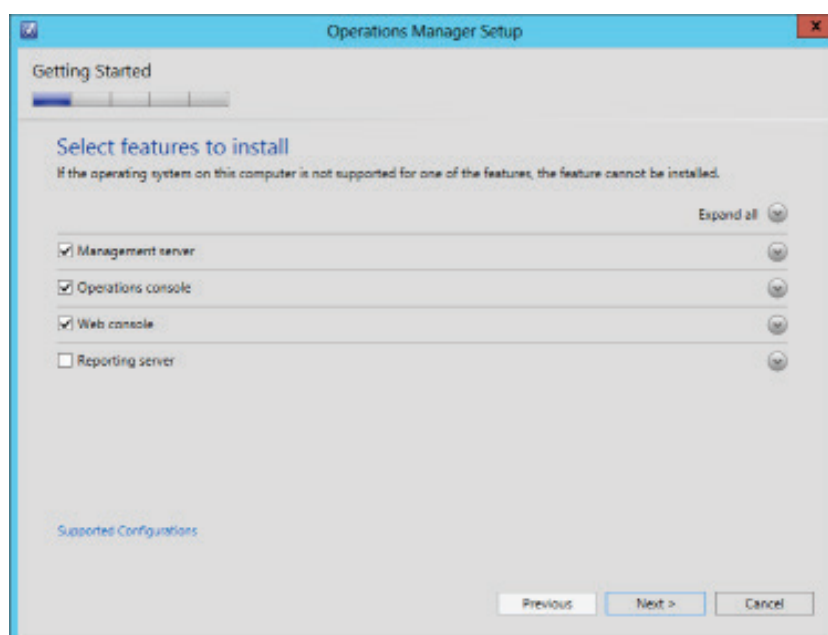 Operations Manager Setup
Getting Started
Select features to install
If the operating system on this computer is not supported for one of the features, the feature cannot be installed.
Expand all
Management server
Operations console
Web console
Reporting server
Supported Configurations
Previous
Next >
Cancel